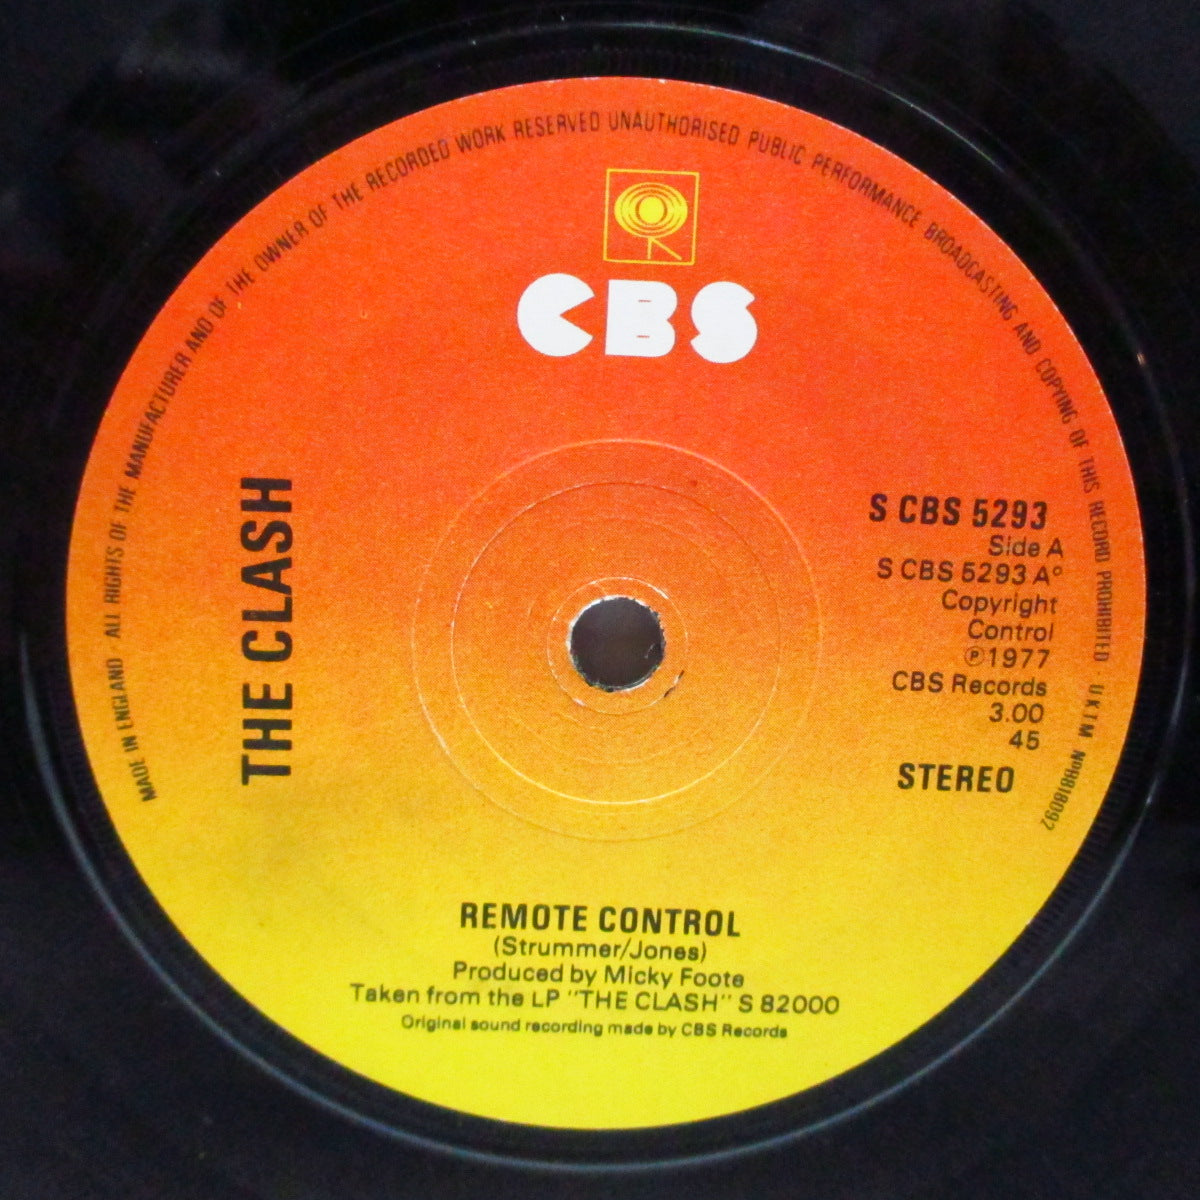 MADE IN ENGLAND · ALL RIGHTS OF THE MANUFACTURER AND OF THE OWNER OF THE RECORDED WORK RESERVED UNAUTHORISED PUBLIC PERFORMANCE BROADCASTING AND COPYING OF THIS RECORD PROHIBITED · UKIM Nº8818092
CBS
THE CLASH
S CBS 5293
Side A
S CBS 5293 A°
Copyright
Control
℗1977
CBS Records
3.00
45
STEREO
REMOTE CONTROL
(Strummer/Jones)
Produced by Micky Foote
Taken from the LP "THE CLASH" S 82000
Original sound recording made by CBS Records